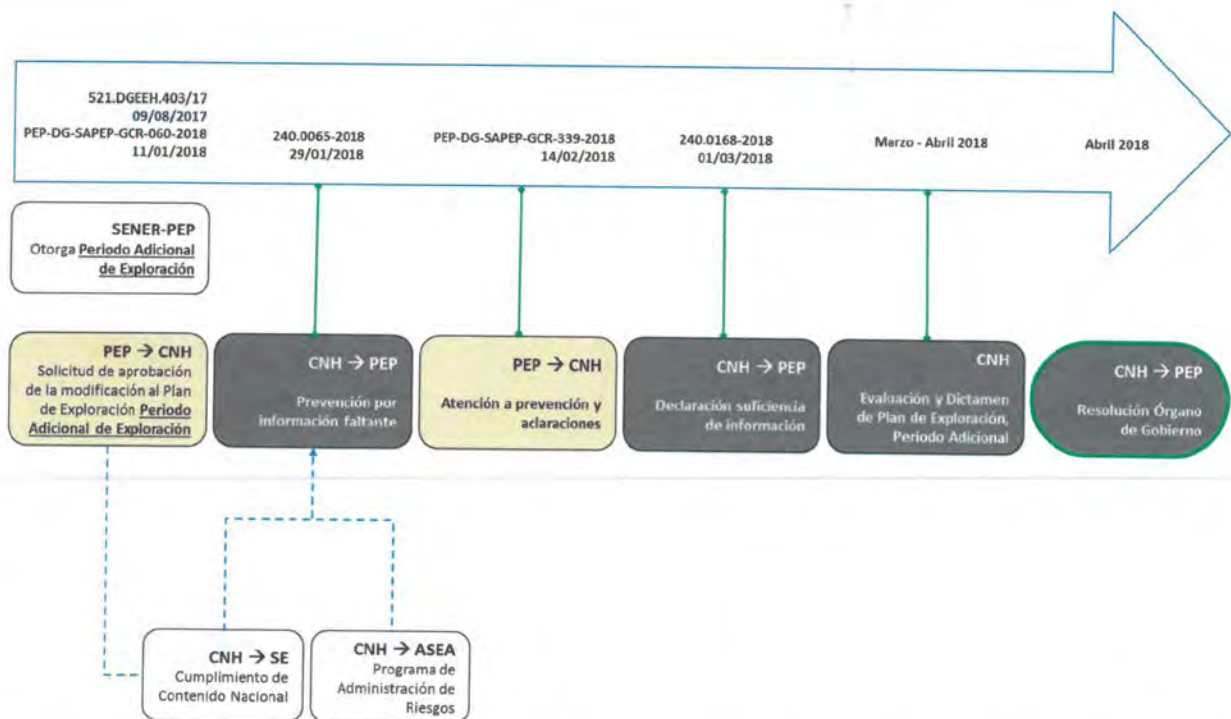 521.DGEEH.403/17
09/08/2017
PEP-DG-SAPEP-GCR-060-2018
11/01/2018
240.0065-2018
29/01/2018
PEP-DG-SAPEP-GCR-339-2018
14/02/2018
240.0168-2018
01/03/2018
Marzo - Abril 2018
Abril 2018
SENER-PEP
Otorga Periodo Adicional
de Exploración
PEP → CNH
Solicitud de aprobación
de la modificación al Plan
de Exploración Periodo
Adicional de Exploración
CNH → PEP
Prevención por
información faltante
PEP → CNH
Atención a prevención y
aclaraciones
CNH → PEP
Declaración suficiencia
de información
CNH
Evaluación y Dictamen
de Plan de Exploración,
Periodo Adicional
CNH → PEP
Resolución Órgano
de Gobierno
CNH → SE
Cumplimiento de
Contenido Nacional
CNH → ASEA
Programa de
Administración de
Riesgos